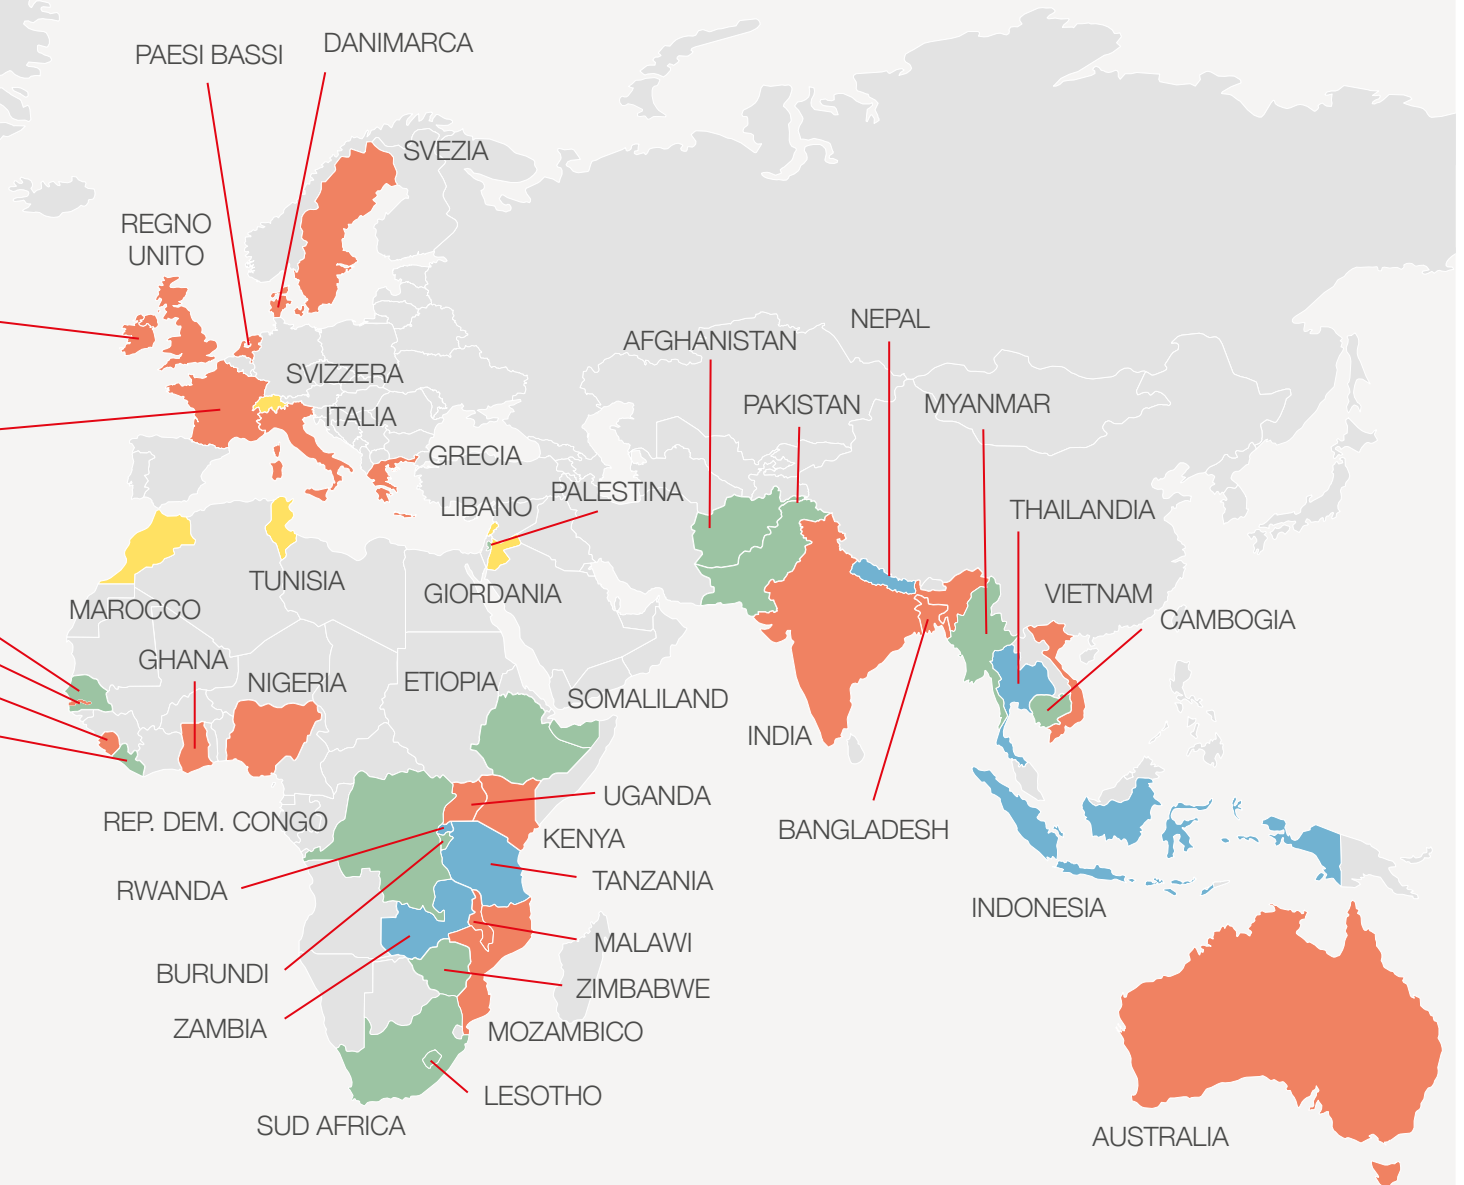 DANIMARCA
PAESI BASSI
SVEZIA
REGNO
UNITO
NEPAL
AFGHANISTAN
SVIZZERA
PAKISTAN
MYANMAR
ITALIA
GRECIA
PALESTINA
LIBANO
THAILANDIA
TUNISIA
GIORDANIA
VIETNAM
MAROCCO
CAMBOGIA
GHANA
NIGERIA
ETIOPIA
SOMALILAND
INDIA
UGANDA
REP. DEM. CONGO
BANGLADESH
KENYA
RWANDA
TANZANIA
INDONESIA
MALAWI
BURUNDI
ZIMBABWE
ZAMBIA
MOZAMBICO
LESOTHO
SUD AFRICA
AUSTRALIA